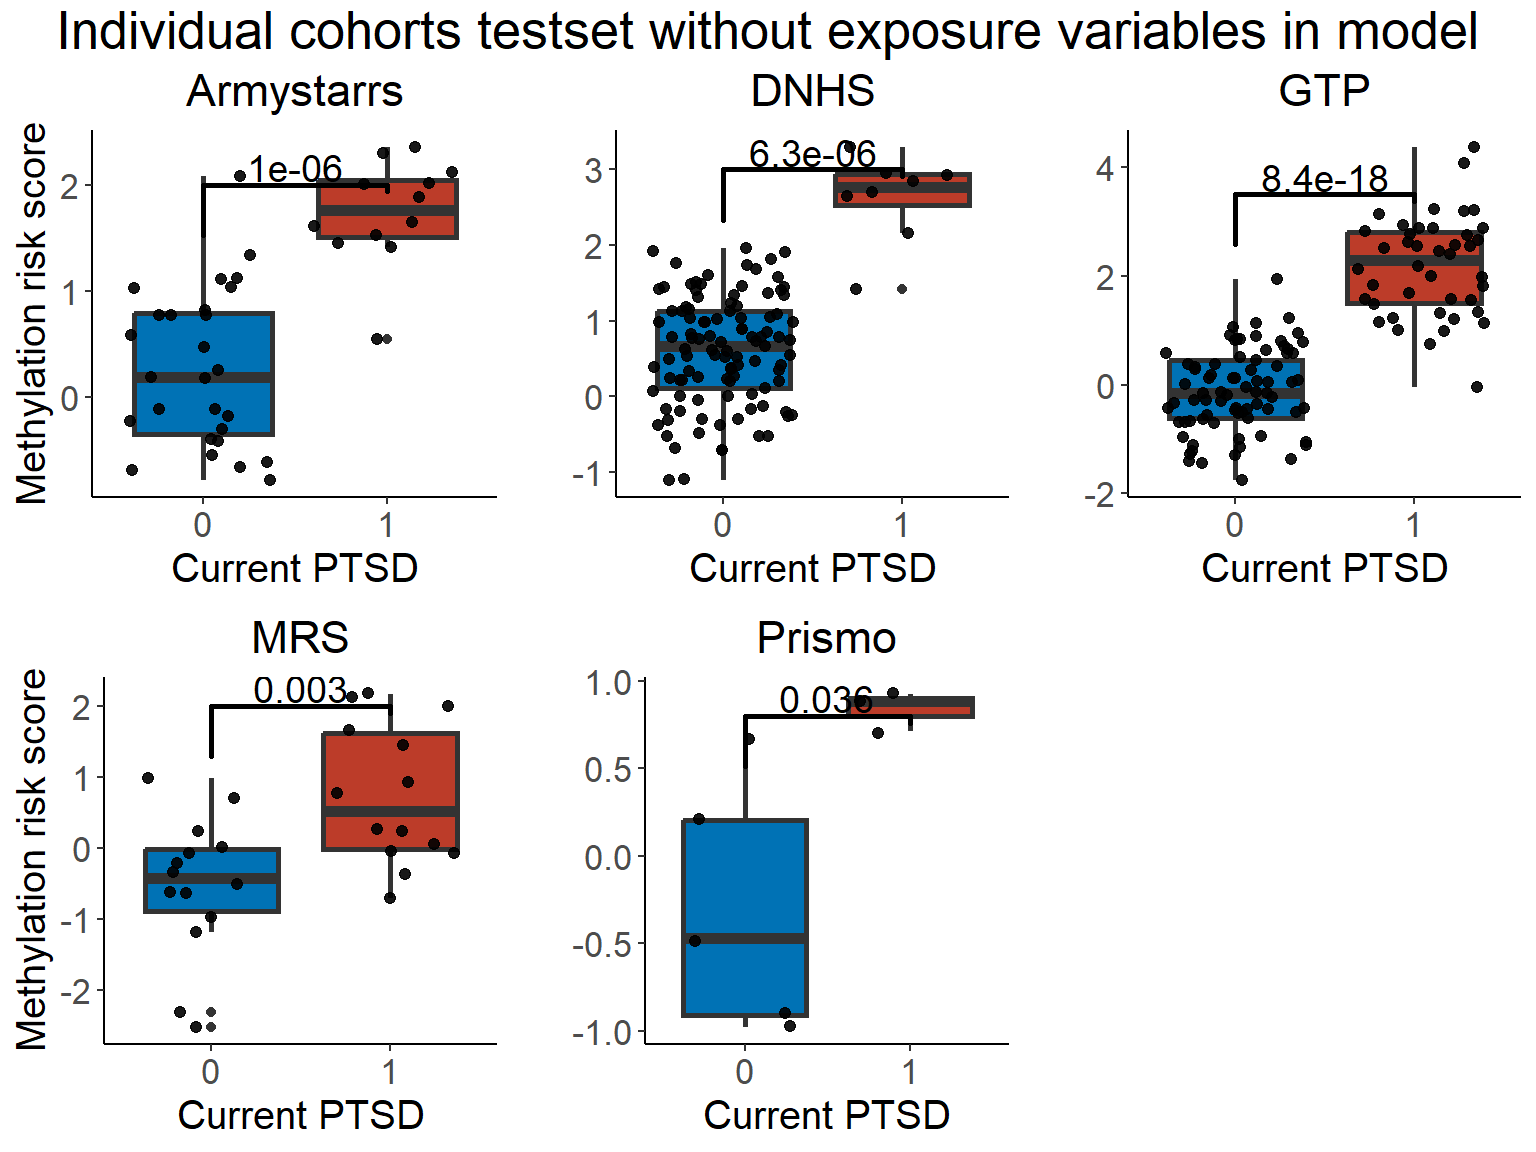 Individual cohorts testset without exposure variables in model
Armystarrs
DNHS
GTP
Methylation risk score
2
1
0
1e-06
0
1
Current PTSD
3
2
1
0
-1
6.3e-06
0
1
Current PTSD
4
2
0
-2
8.4e-18
0
1
Current PTSD
MRS
Prismo
Methylation risk score
2
1
0
-1
-2
0.003
0
1
Current PTSD
1.0
0.5
0.0
-0.5
-1.0
0.036
0
1
Current PTSD